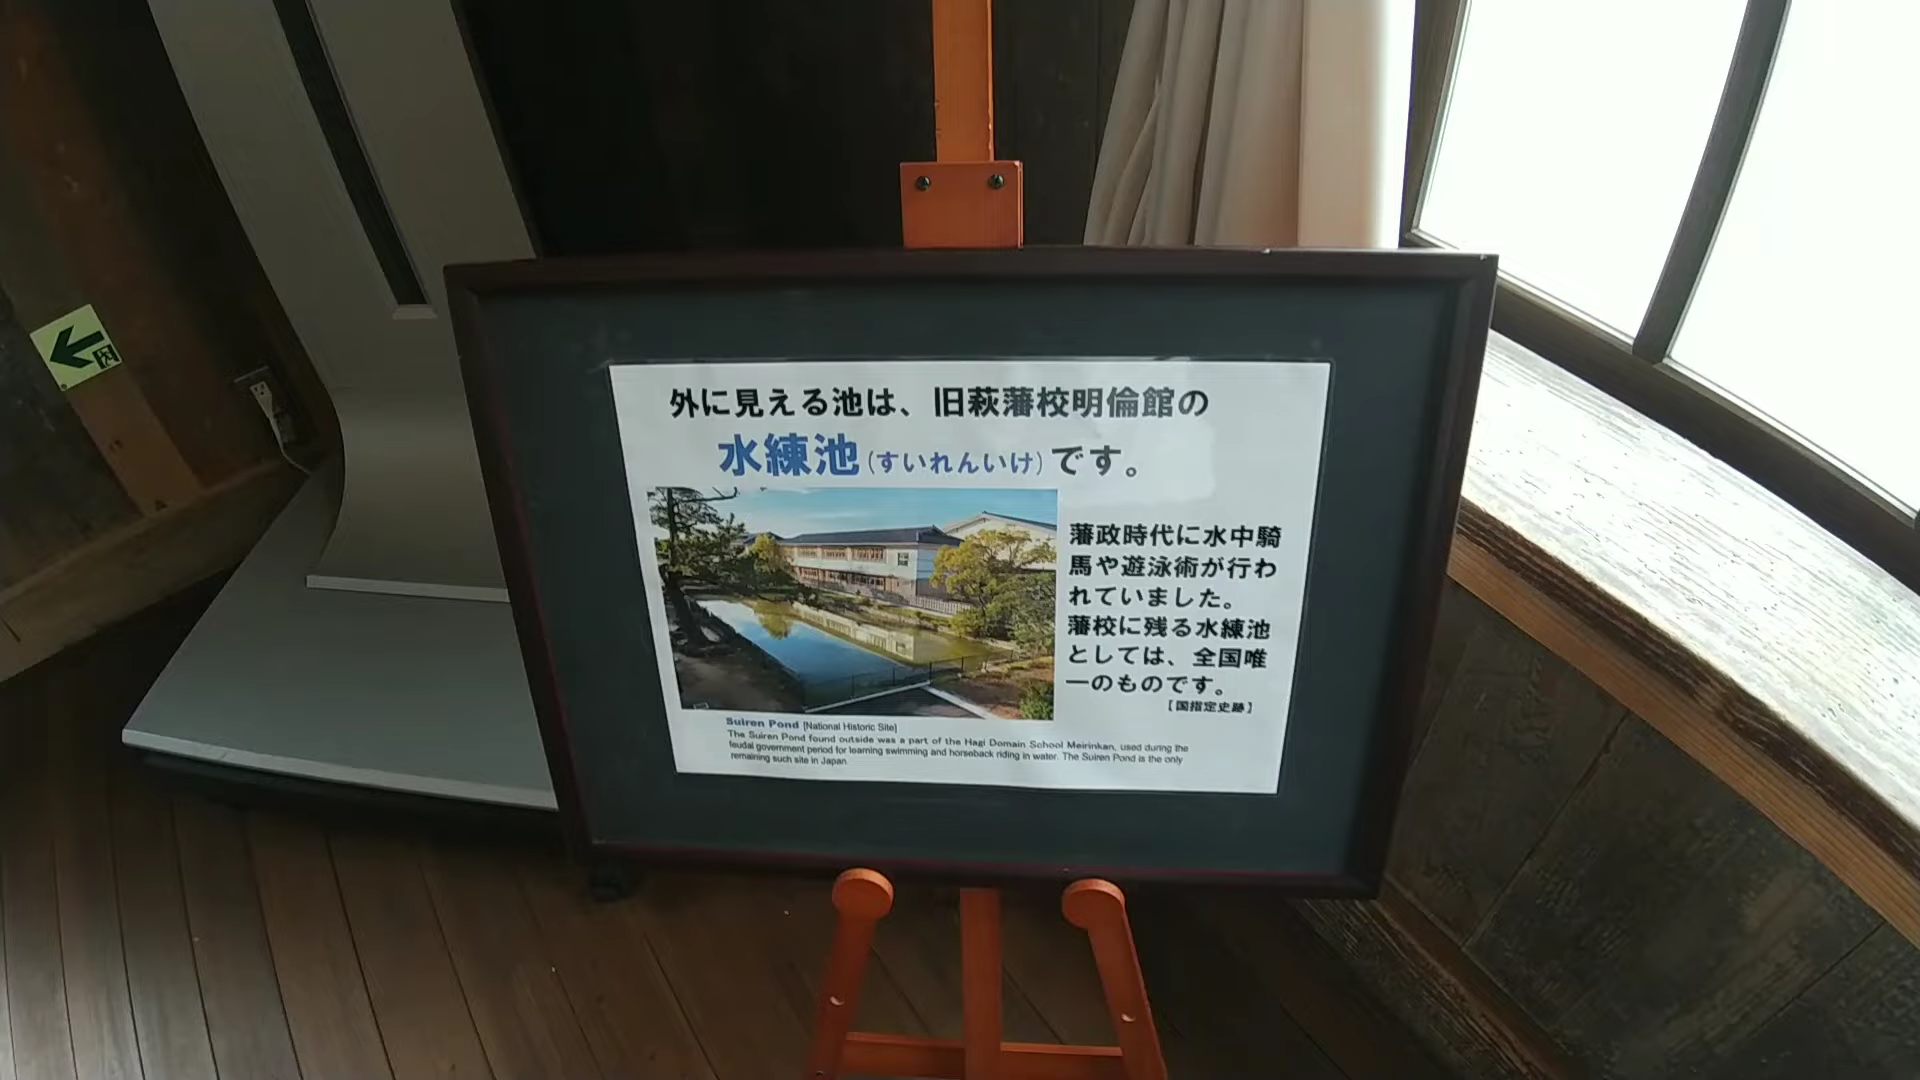 外に見える池は、旧萩藩校明倫館の
水練池(すいれんいけ)です。
藩政時代に水中騎
馬や遊泳術が行わ
れていました。
藩校に残る水練池
としては、全国唯
一のものです。
【国指定史跡】
Suiren Pond [National Historic Site]
The Suiren Pond found outside was a part of the Hagi Domain School Meirinkan, used during the
feudal government period for learning swimming and horseback riding in water. The Suiren Pond is the only
remaining such site in Japan.